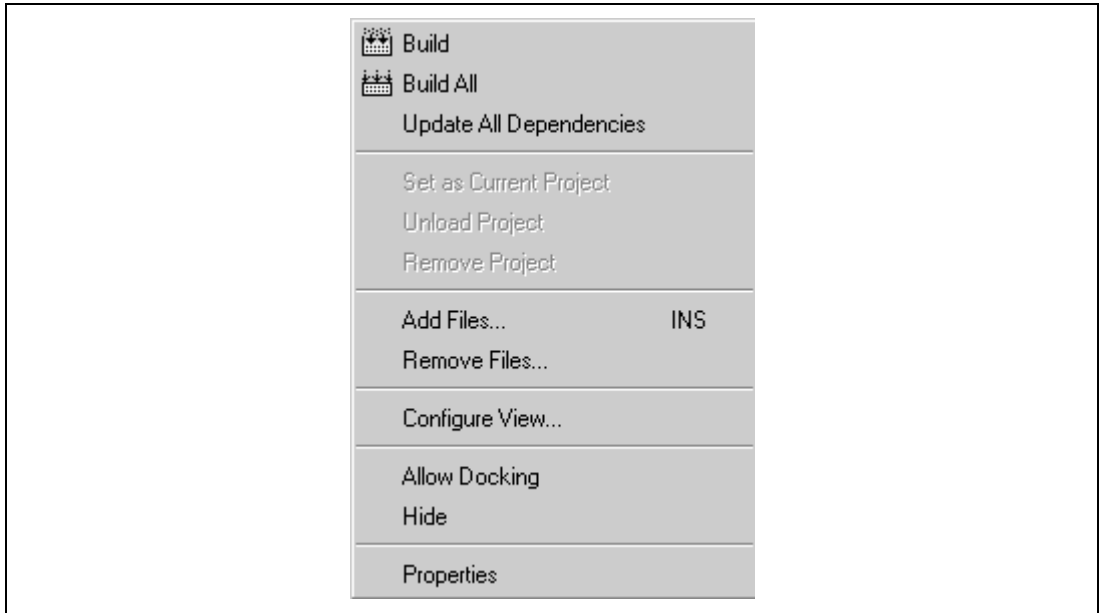 Build
Build All
Update All Dependencies
Set as Current Project
Unload Project
Remove Project
Add Files... INS
Remove Files...
Configure View...
Allow Docking
Hide
Properties